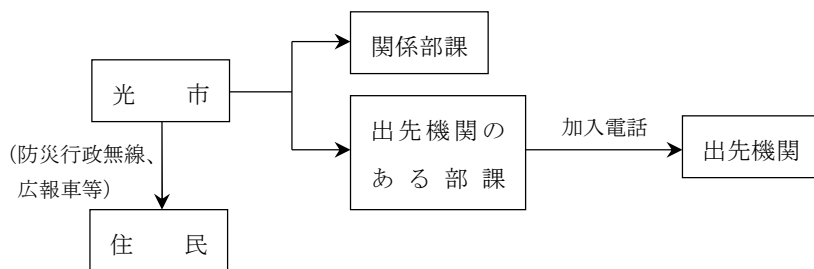 関係部課
光　　市
出先機関の
ある部課
加入電話
出先機関
(防災行政無線、
広報車等)
住　　民